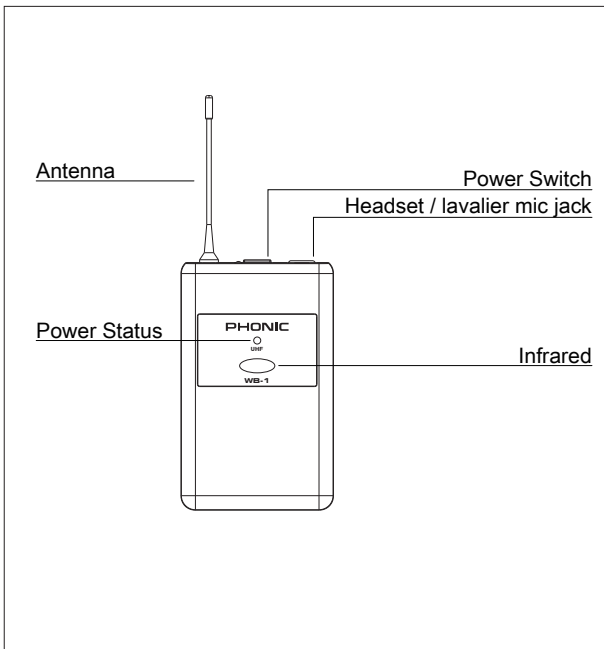 Antenna
Power Switch
Headset / lavalier mic jack
Power Status
PHONIC
UHF
Infrared
WB-1